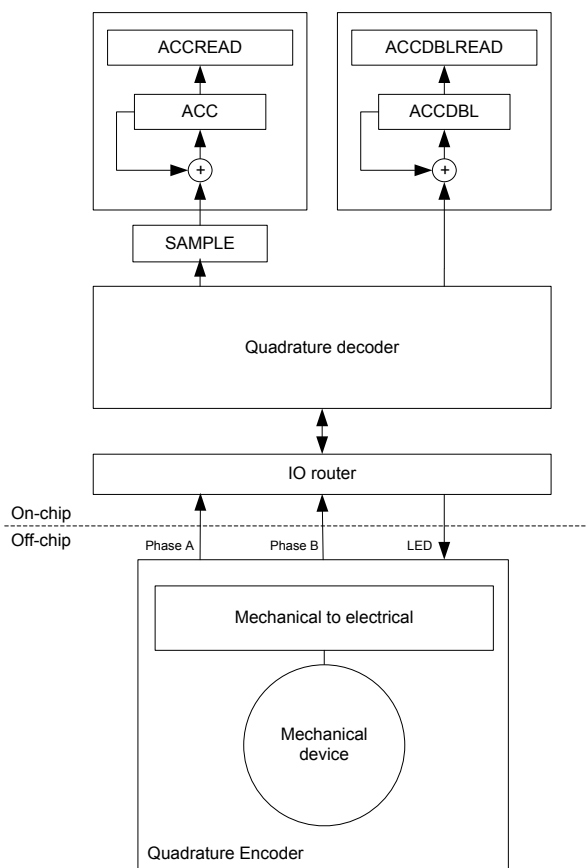 ACCREAD
ACCDBLREAD
ACC
ACCDBL
+
+
SAMPLE
Quadrature decoder
IO router
On-chip
Off-chip
Phase A
Phase B
LED
Mechanical to electrical
Mechanical
device
Quadrature Encoder